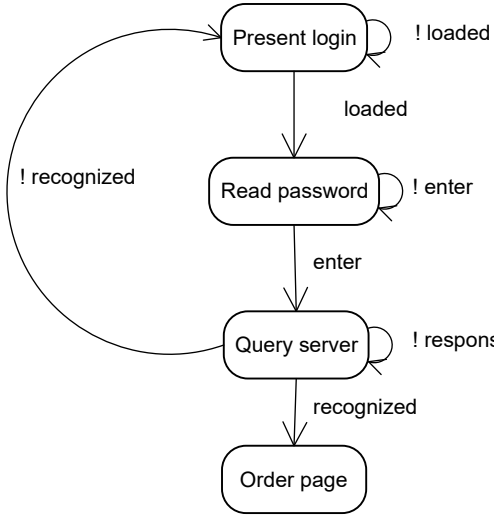 Present login
! loaded
loaded
! recognized
Read password
! enter
enter
Query server
! respons
recognized
Order page